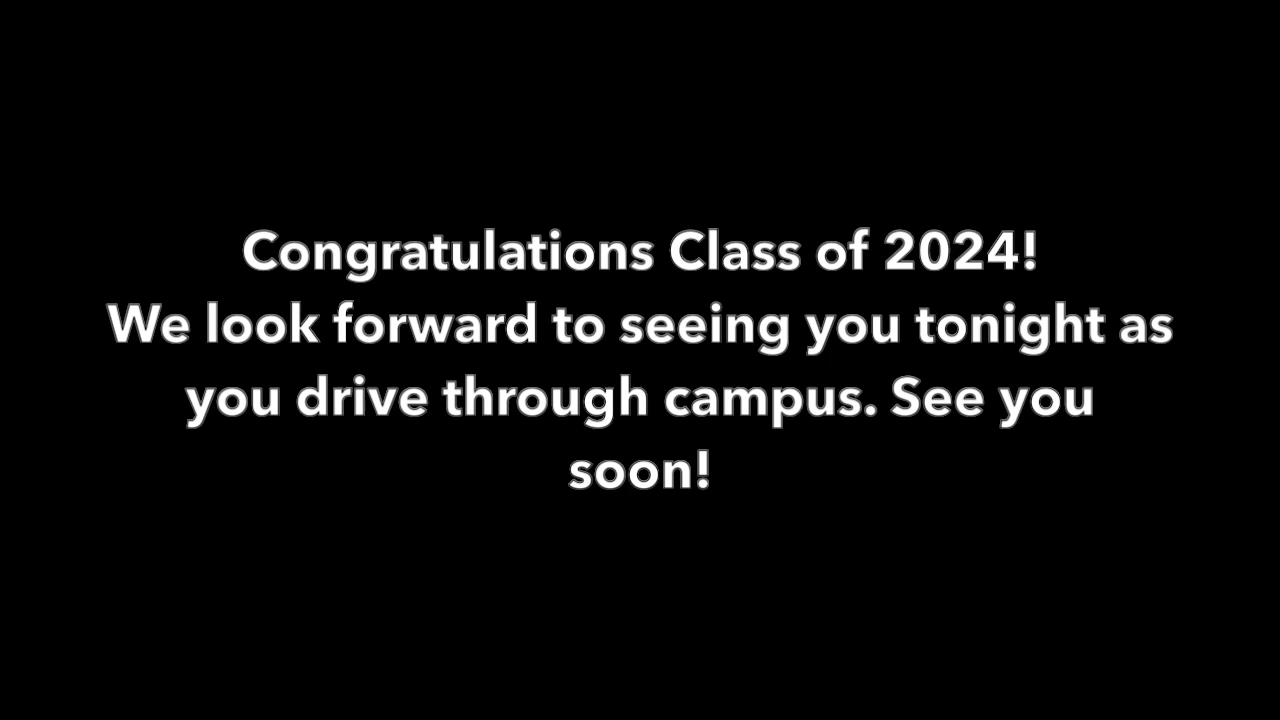 Congratulations Class of 2024!
We look forward to seeing you tonight as
you drive through campus. See you
soon!